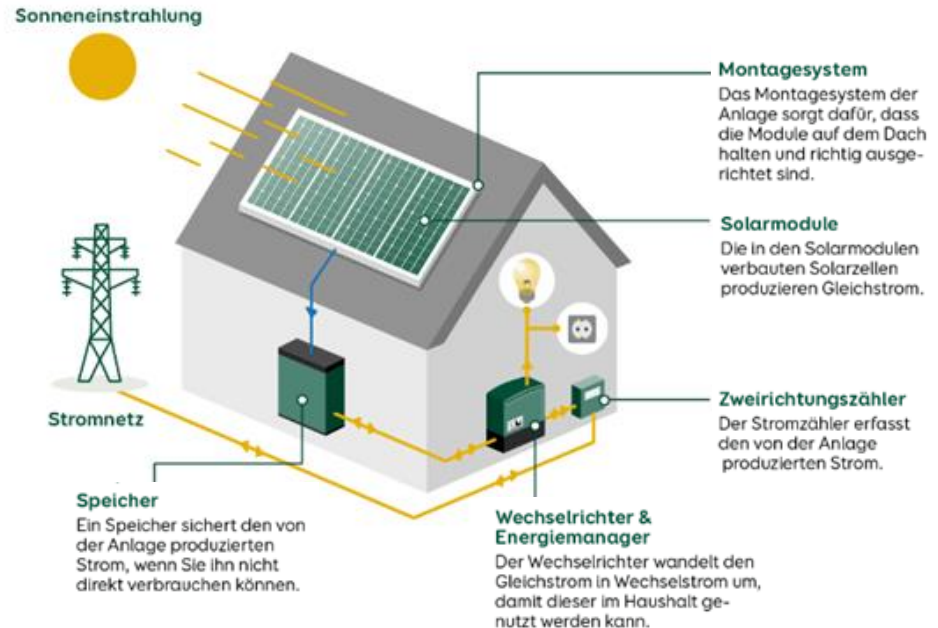 Sonneneinstrahlung
Montagesystem
Das Montagesystem der
Anlage sorgt dafür, dass
die Module auf dem Dach
halten und richtig ausge-
richtet sind.
Solarmodule
Die in den Solarmodulen
verbauten Solarzellen
produzieren Gleichstrom.
Zweirichtungszähler
Der Stromzähler erfasst
den von der Anlage
produzierten Strom.
Stromnetz
Speicher
Ein Speicher sichert den von
der Anlage produzierten
Strom, wenn Sie ihn nicht
direkt verbrauchen können.
Wechselrichter &
Energiemanager
Der Wechselrichter wandelt den
Gleichstrom in Wechselstrom um,
damit dieser im Haushalt ge-
nutzt werden kann.